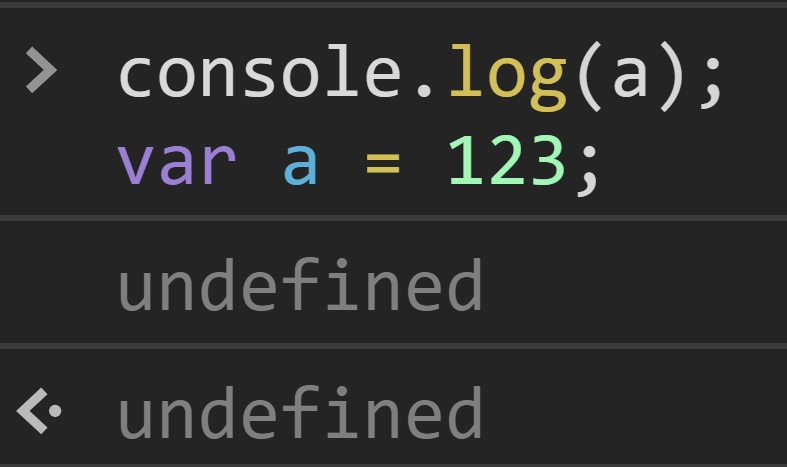 console.log(a);
var a = 123;
undefined
undefined